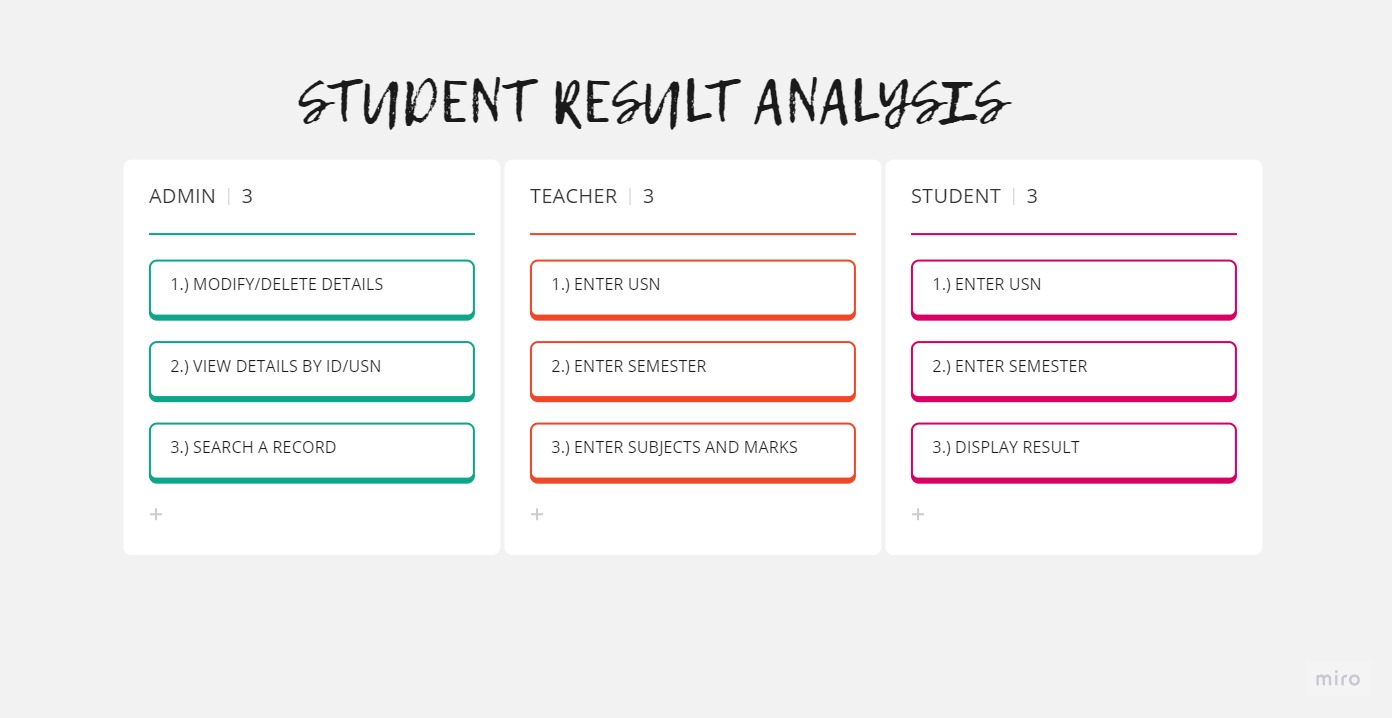 STUDENT RESULT ANALYSIS
ADMIN | 3
1.) MODIFY/DELETE DETAILS
2.) VIEW DETAILS BY ID/USN
3.) SEARCH A RECORD
+
TEACHER | 3
1.) ENTER USN
2.) ENTER SEMESTER
3.) ENTER SUBJECTS AND MARKS
+
STUDENT | 3
1.) ENTER USN
2.) ENTER SEMESTER
3.) DISPLAY RESULT
+
miro